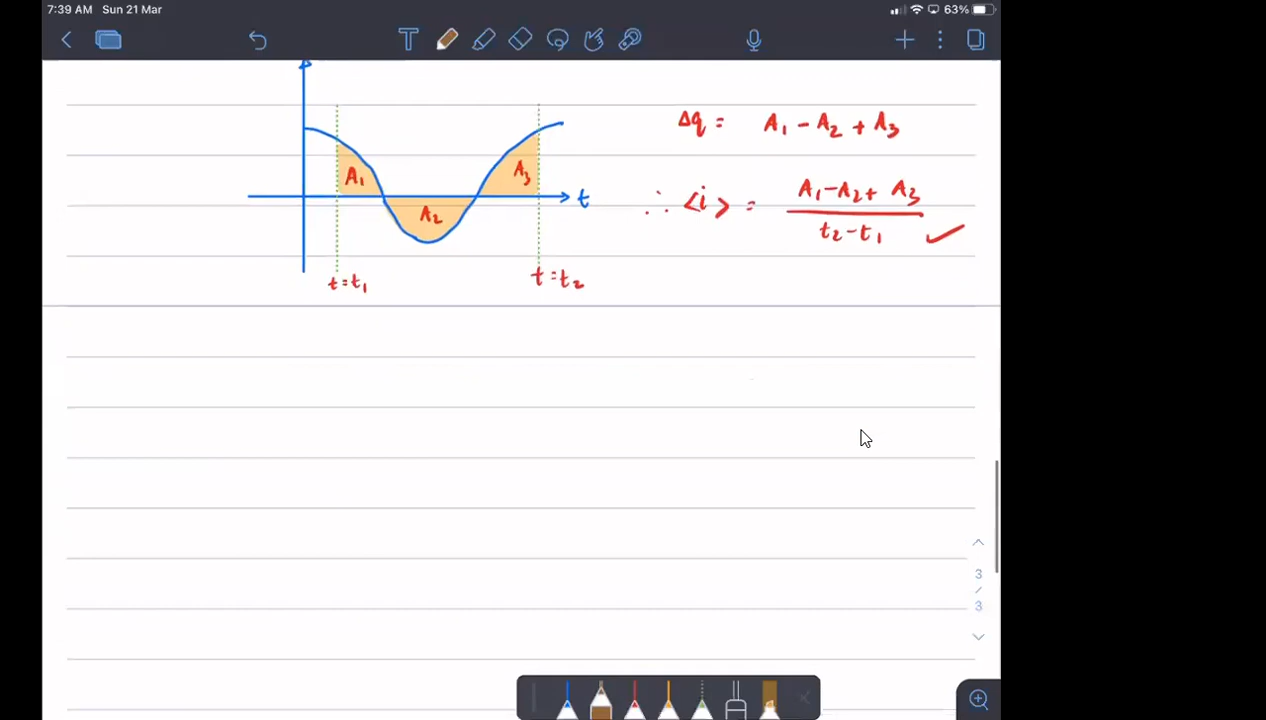 7:39 AM Sun 21 Mar
63%
T
Δq = A₁ - A₂ + A₃
A₁
A₃
t
A₂
∴ <i> = A₁-A₂+ A₃ / t₂-t₁
t=t₁
t=t₂
3
/
3